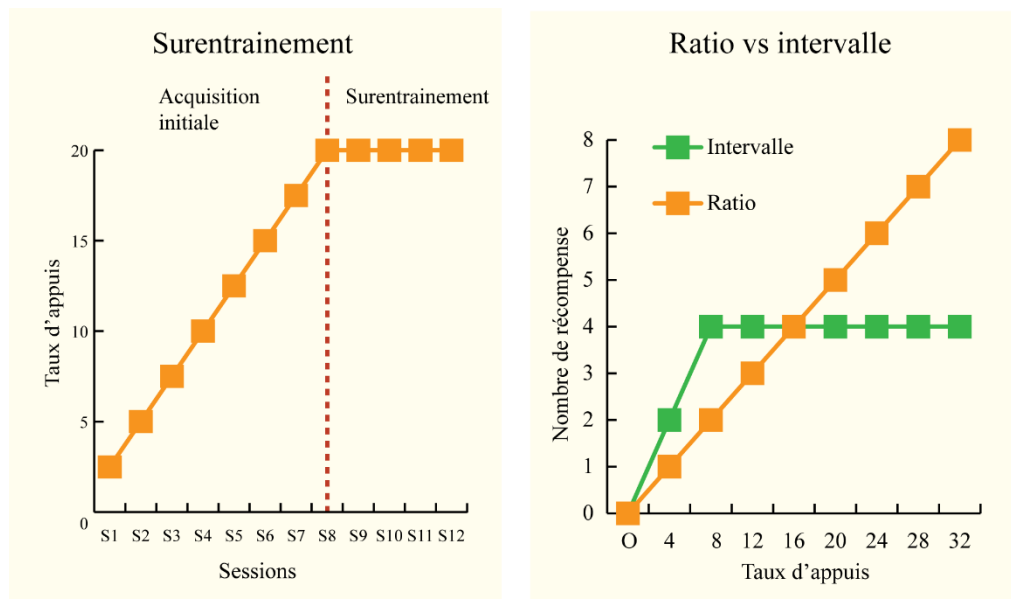 Surentrainement
Acquisition
initiale
Surentrainement
20
15
10
5
0
Taux d’appuis
S1 S2 S3 S4 S5 S6 S7 S8 S9 S10 S11 S12
Sessions
Ratio vs intervalle
Intervalle
Ratio
8
7
6
5
4
3
2
1
0
Nombre de récompense
O 4 8 12 16 20 24 28 32
Taux d’appuis